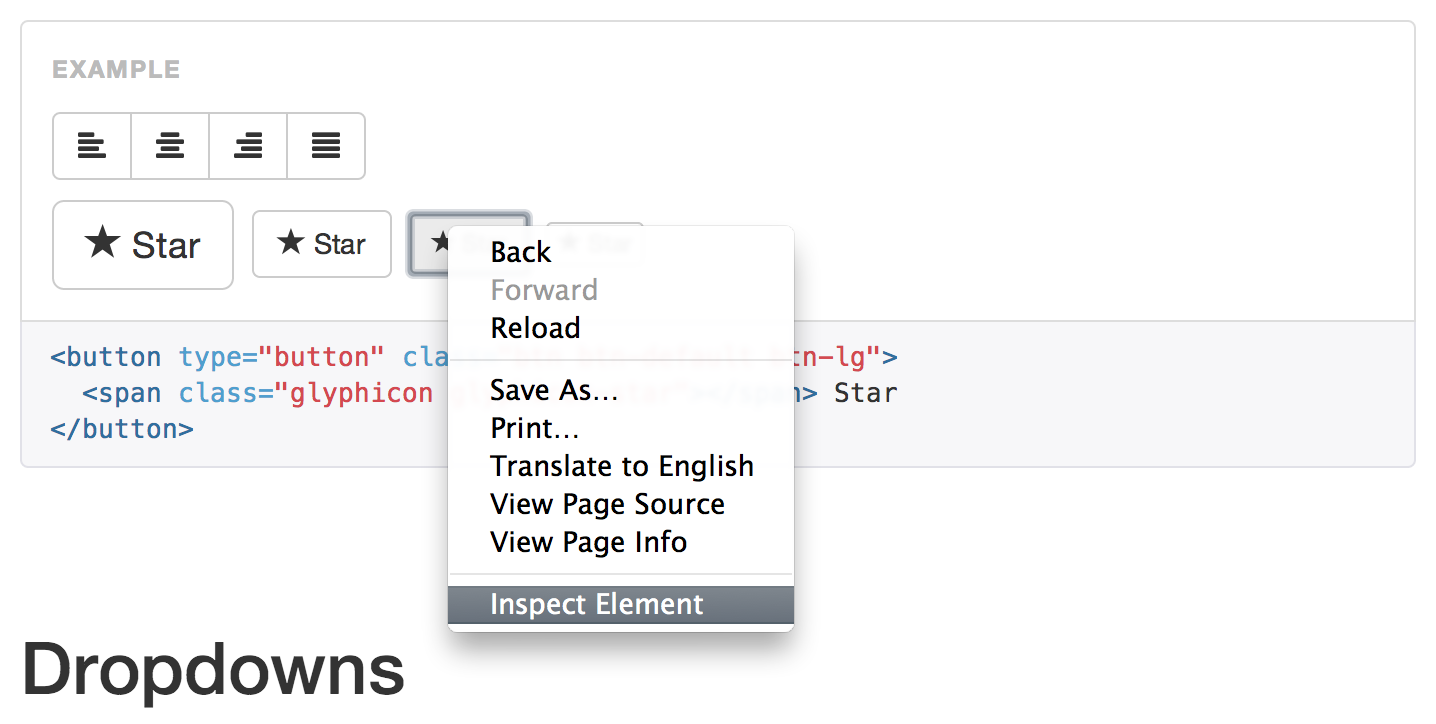 EXAMPLE
★ Star ★ Star ★
Back
Forward
Reload
Save As...
Print...
Translate to English
View Page Source
View Page Info
Inspect Element
<button type="button" cla tn-lg">
<span class="glyphicon > Star
</button>
Dropdowns